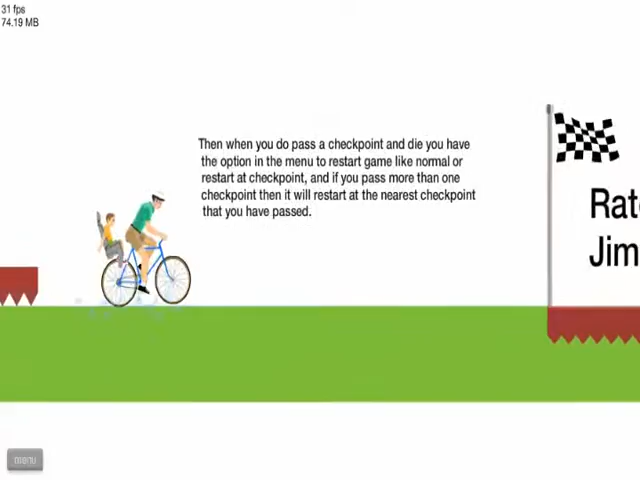 31 fps
74.19 MB
Then when you do pass a checkpoint and die you have
the option in the menu to restart game like normal or
restart at checkpoint, and if you pass more than one
checkpoint then it will restart at the nearest checkpoint
that you have passed.
Rat
Jim
menu